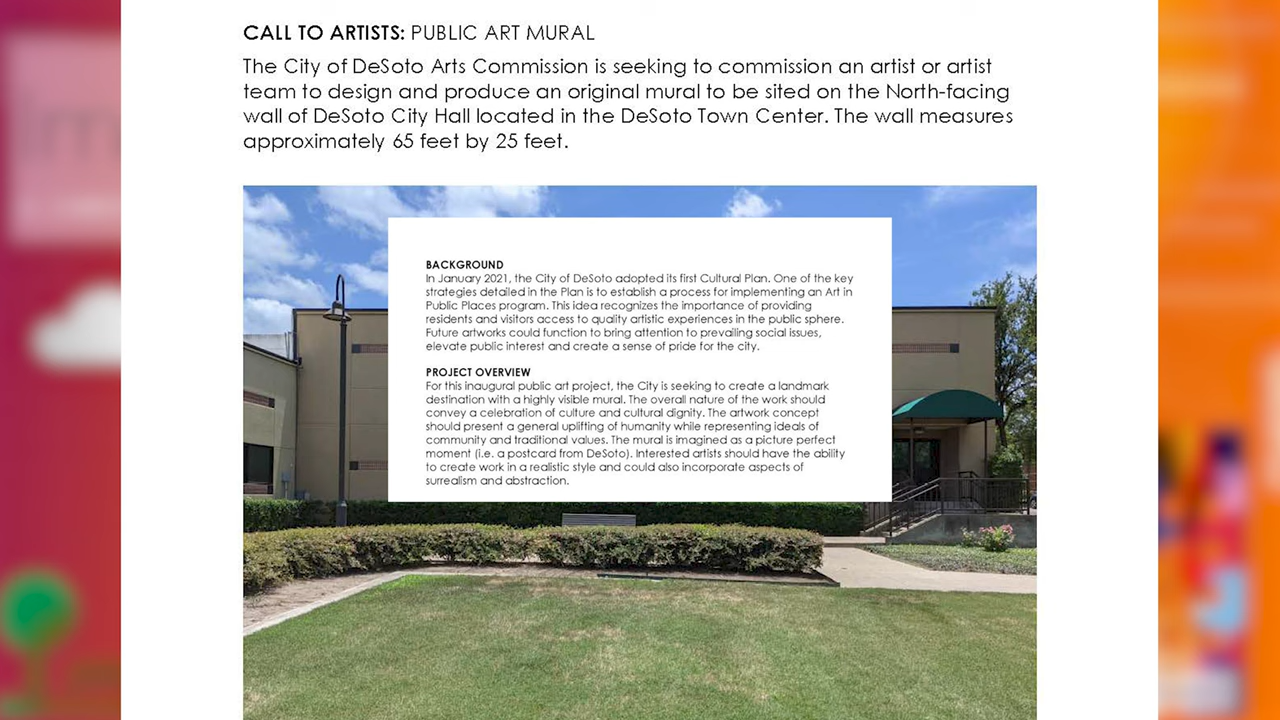 CALL TO ARTISTS: PUBLIC ART MURAL
The City of DeSoto Arts Commission is seeking to commission an artist or artist
team to design and produce an original mural to be sited on the North-facing
wall of DeSoto City Hall located in the DeSoto Town Center. The wall measures
approximately 65 feet by 25 feet.
BACKGROUND
In January 2021, the City of DeSoto adopted its first Cultural Plan. One of the key
strategies detailed in the Plan is to establish a process for implementing an Art in
Public Places program. This idea recognizes the importance of providing
residents and visitors access to quality artistic experiences in the public sphere.
Future artworks could function to bring attention to prevailing social issues,
elevate public interest and create a sense of pride for the city.
PROJECT OVERVIEW
For this inaugural public art project, the City is seeking to create a landmark
destination with a highly visible mural. The overall nature of the work should
convey a celebration of culture and cultural dignity. The artwork concept
should present a general uplifting of humanity while representing ideals of
community and traditional values. The mural is imagined as a picture perfect
moment (i.e. a postcard from DeSoto). Interested artists should have the ability
to create work in a realistic style and could also incorporate aspects of
surrealism and abstraction.